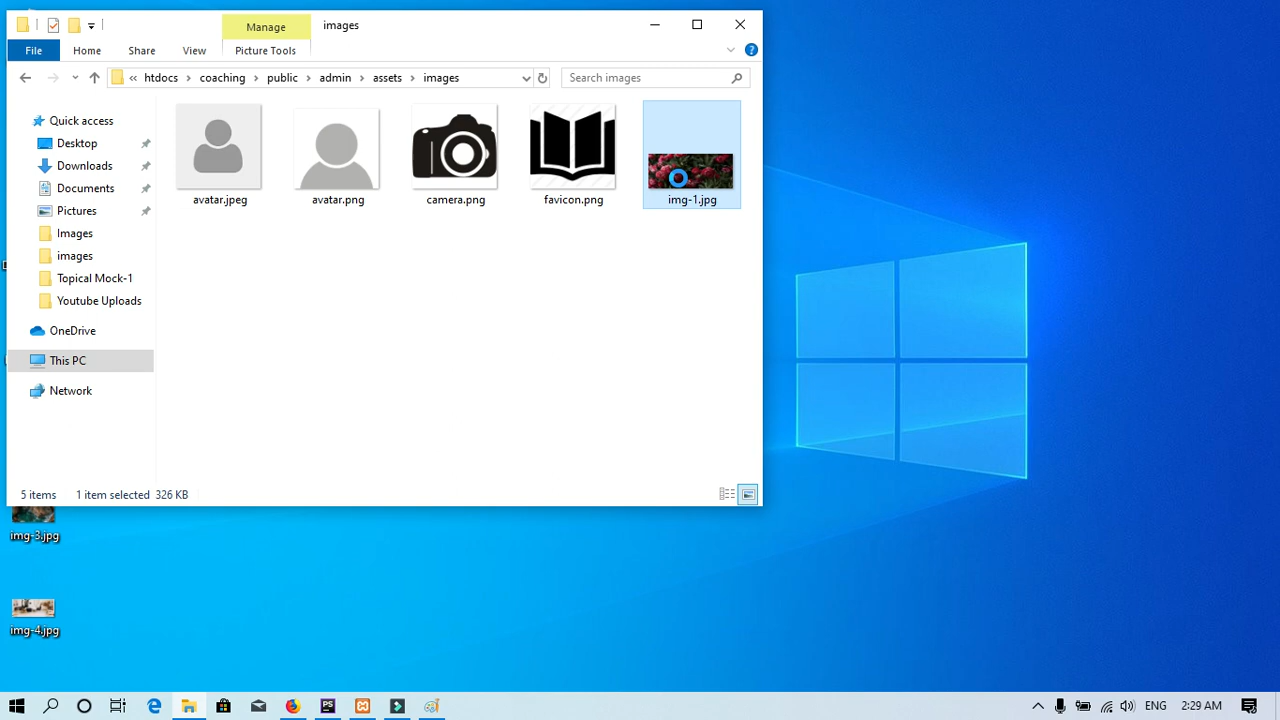 Manage
images
File
Home
Share
View
Picture Tools
?
« htdocs > coaching > public > admin > assets > images
Search images
Quick access
Desktop
Downloads
Documents
Pictures
Images
images
Topical Mock-1
Youtube Uploads
OneDrive
This PC
Network
avatar.jpeg
avatar.png
camera.png
favicon.png
img-1.jpg
5 items
1 item selected 326 KB
img-3.jpg
img-4.jpg
PS
ENG
2:29 AM